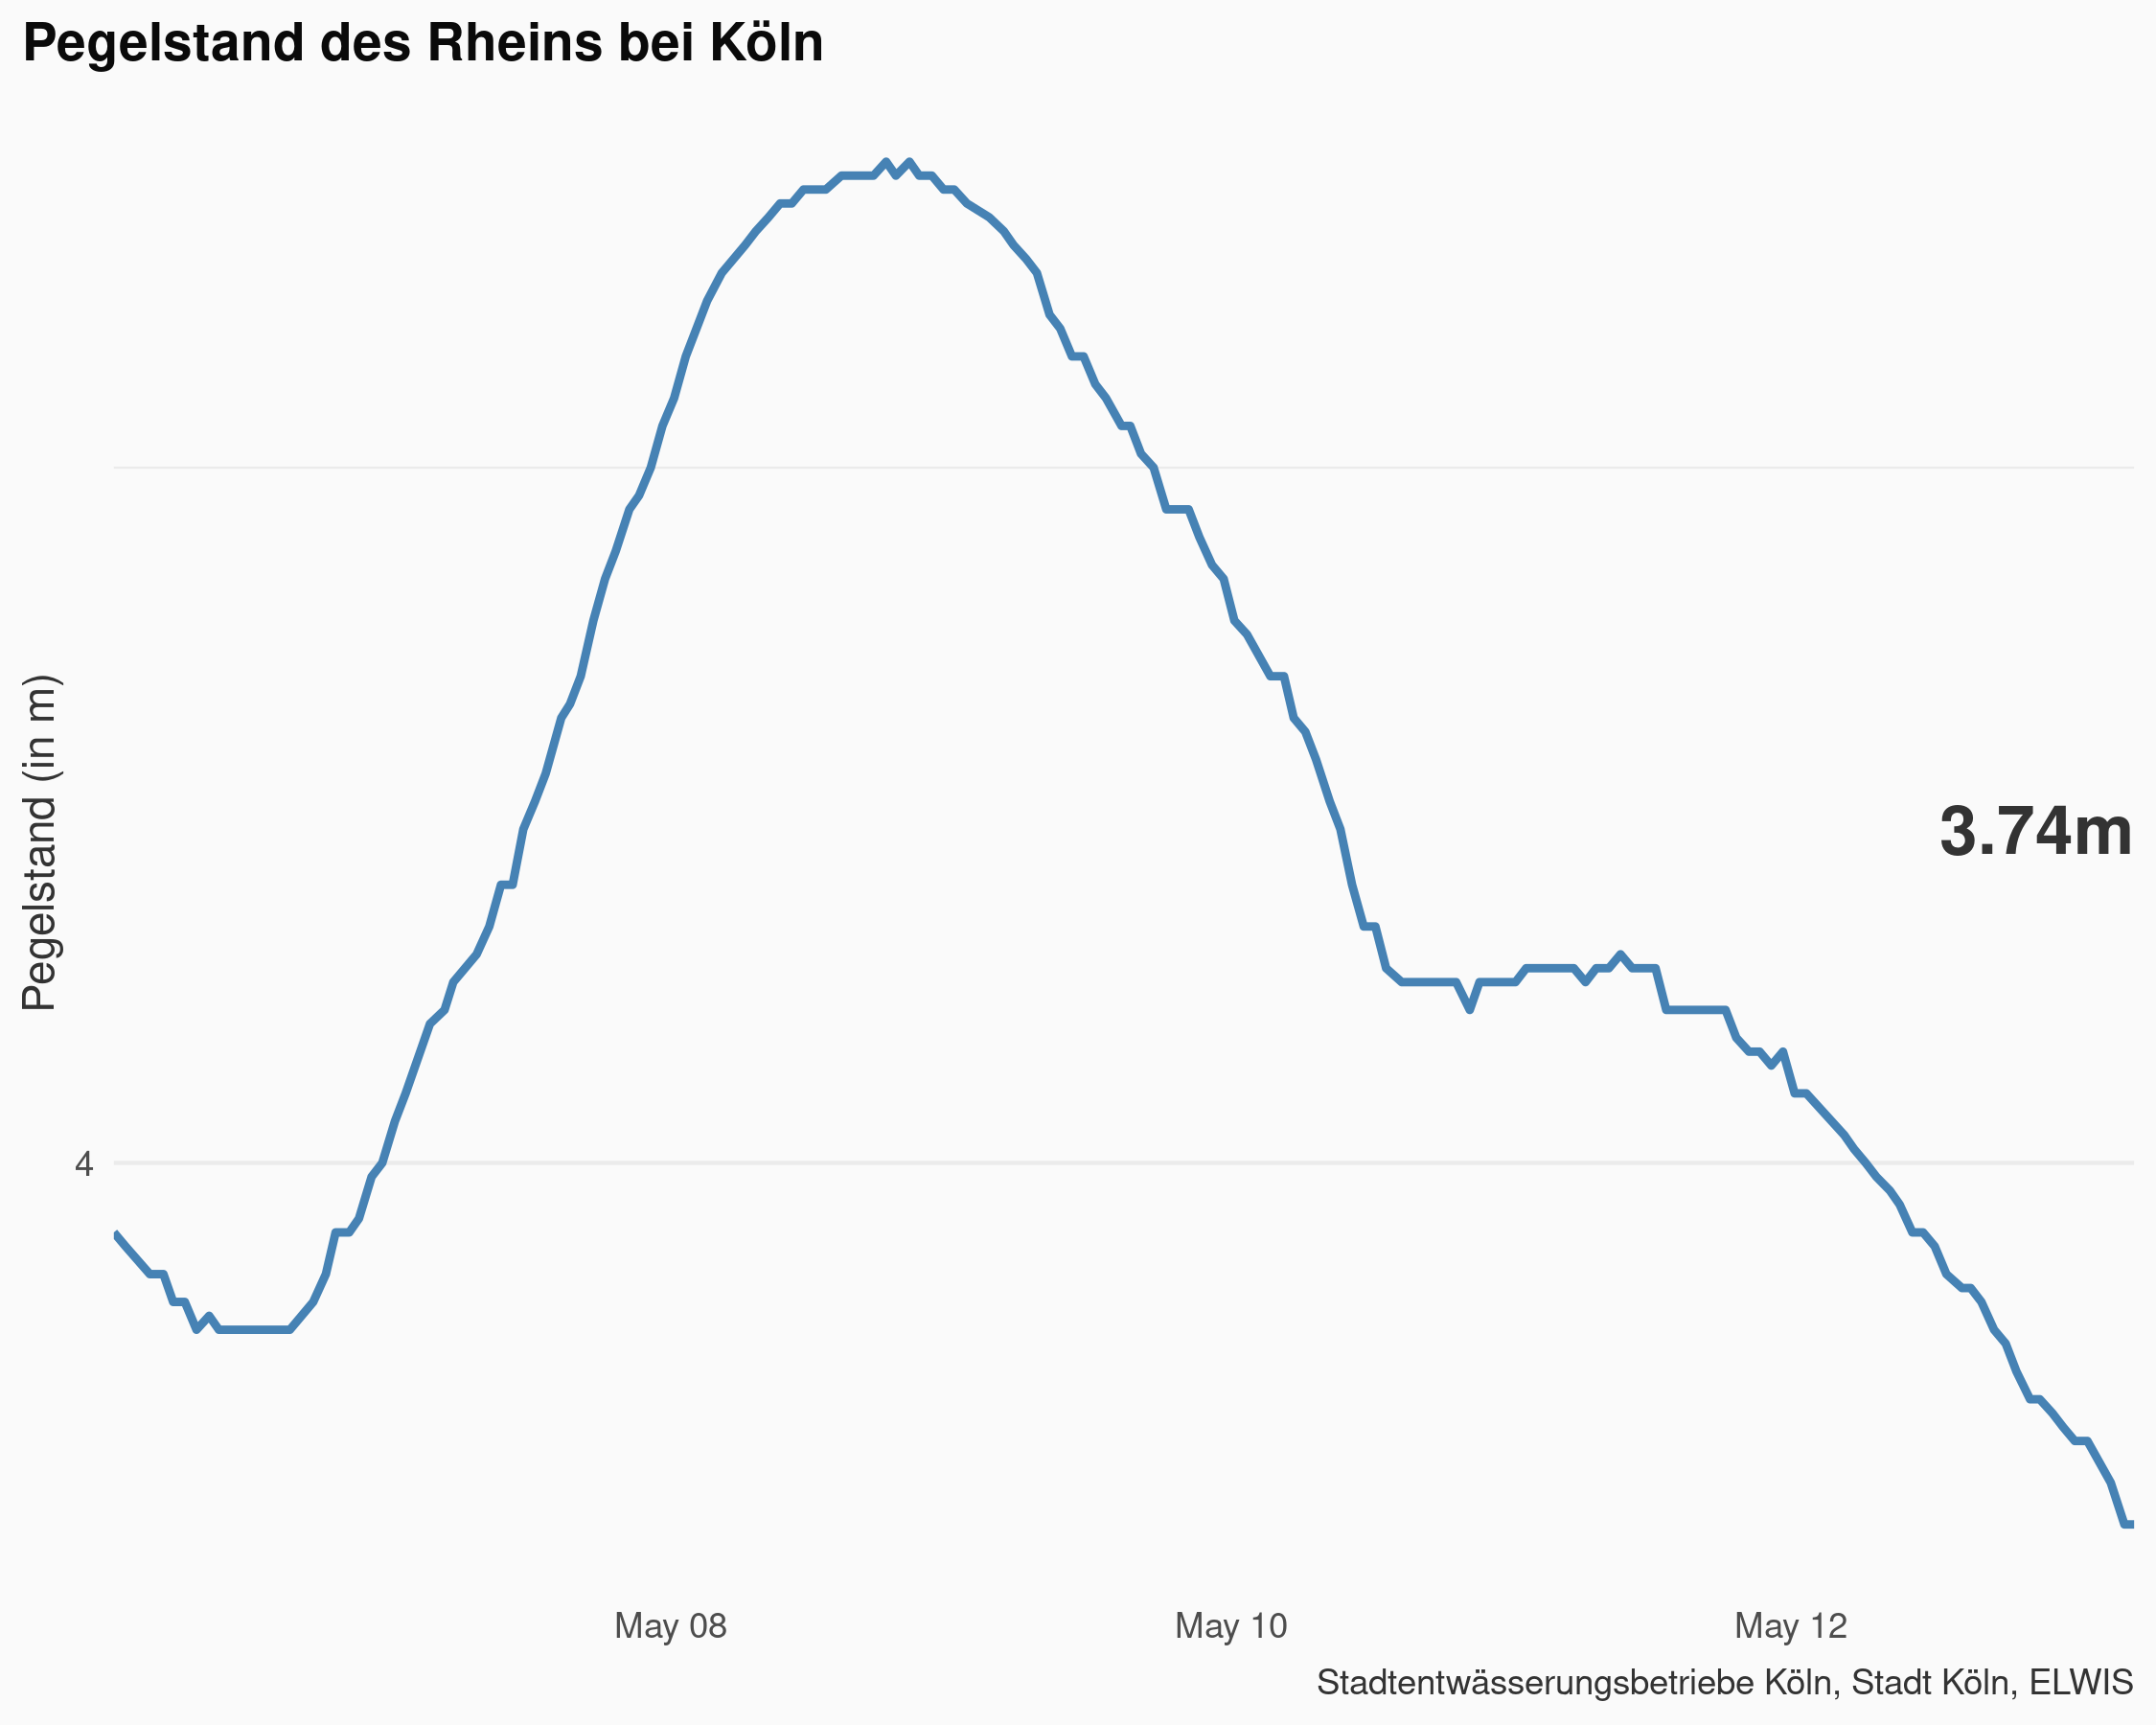 Pegelstand des Rheins bei Köln
Pegelstand (in m)
3.74m
4
May 08
May 10
May 12
Stadtentwässerungsbetriebe Köln, Stadt Köln, ELWIS